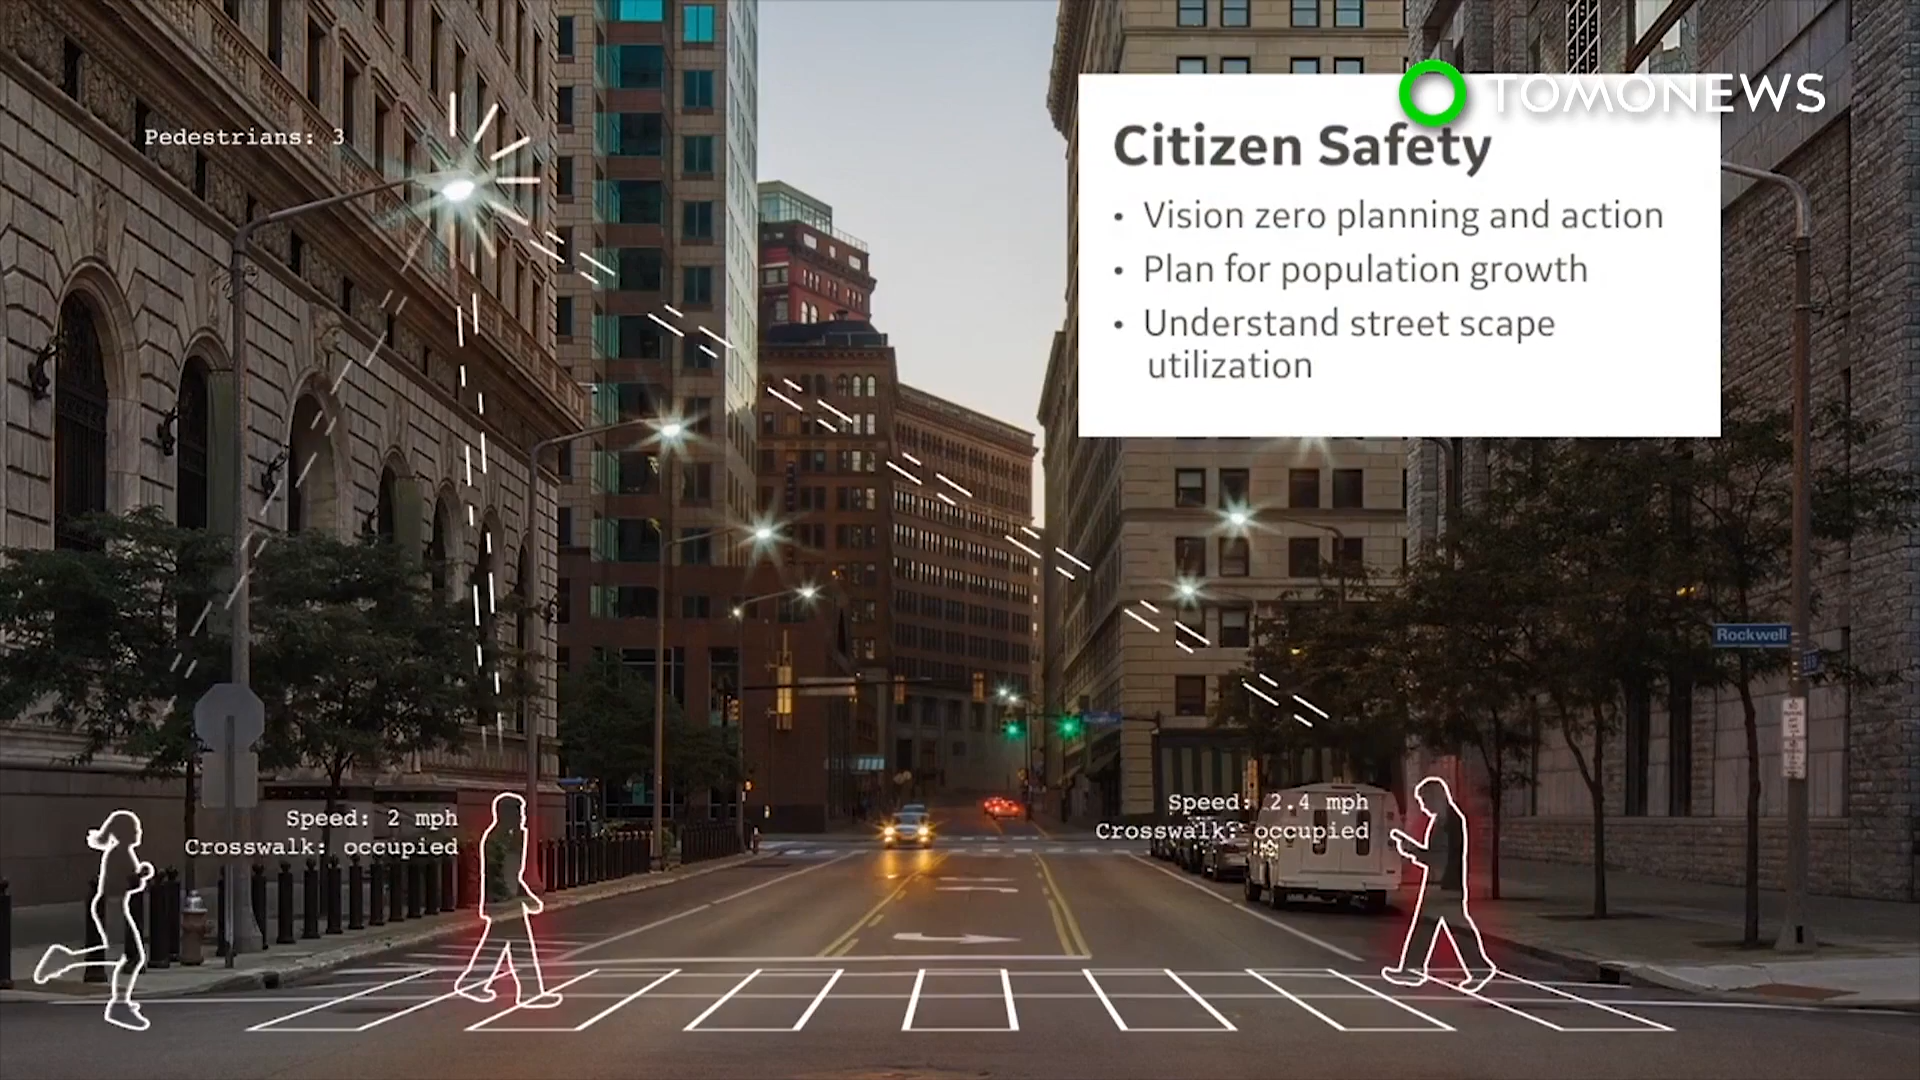 TOMONEWS
Pedestrians: 3
Citizen Safety
• Vision zero planning and action
• Plan for population growth
• Understand street scape
utilization
Rockwell
Speed: 2 mph
Crosswalk: occupied
Speed: 2.4 mph
Crosswalk: occupied